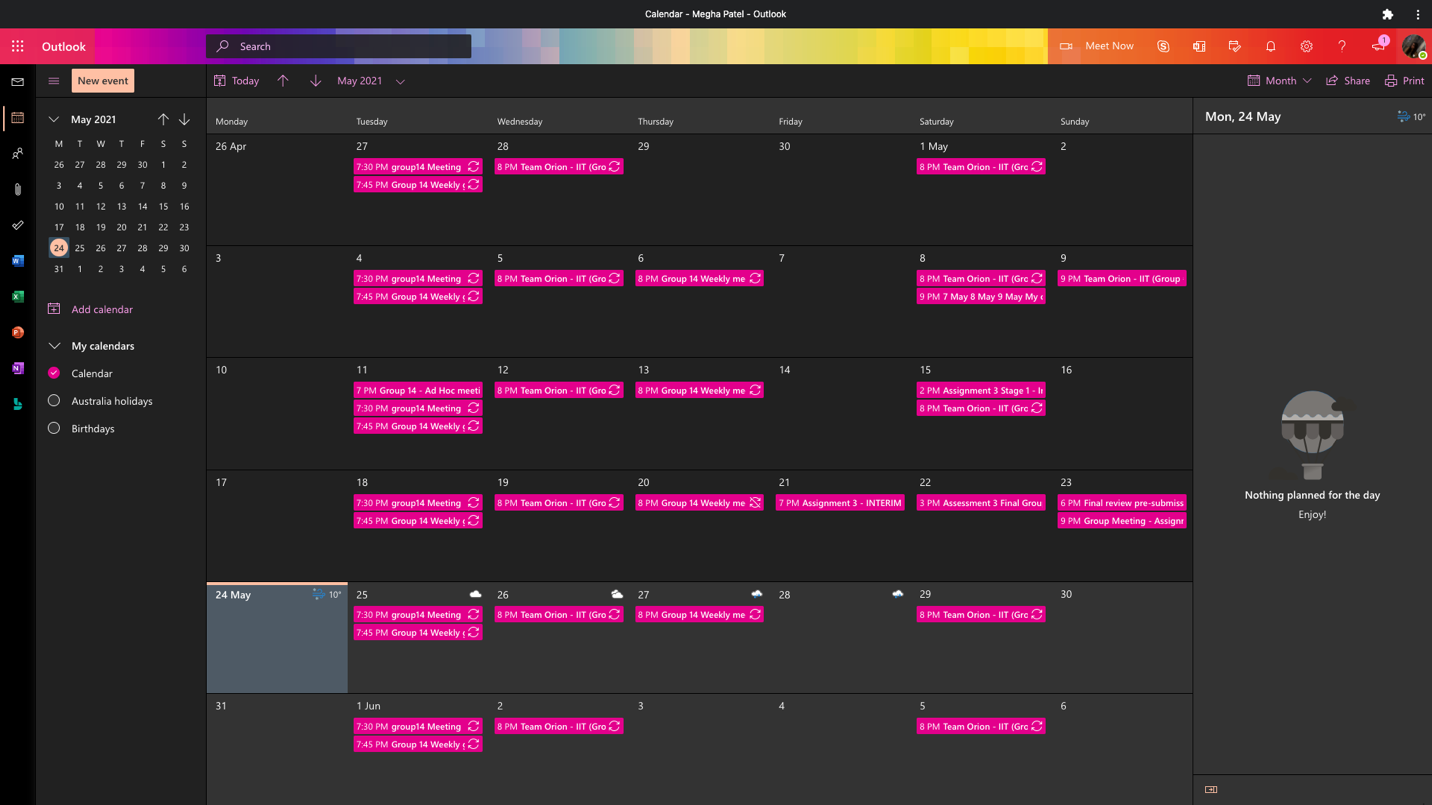 Calendar - Megha Patel - Outlook
Outlook
Search
Meet Now
1
New event
Today
May 2021
Month
Share
Print
May 2021
M T W T F S S
26 27 28 29 30 1 2
3 4 5 6 7 8 9
10 11 12 13 14 15 16
17 18 19 20 21 22 23
24 25 26 27 28 29 30
31 1 2 3 4 5 6
Add calendar
My calendars
Calendar
Australia holidays
Birthdays
Monday Tuesday Wednesday Thursday Friday Saturday Sunday
26 Apr 27 28 29 30 1 May 2
7:30 PM group14 Meeting
8 PM Team Orion - IIT (Gro
8 PM Team Orion - IIT (Gro
7:45 PM Group 14 Weekly g
3 4 5 6 7 8 9
7:30 PM group14 Meeting
8 PM Team Orion - IIT (Gro
8 PM Group 14 Weekly me
8 PM Team Orion - IIT (Gro
9 PM Team Orion - IIT (Group
7:45 PM Group 14 Weekly g
9 PM 7 May 8 May 9 May My c
10 11 12 13 14 15 16
7 PM Group 14 - Ad Hoc meeti
8 PM Team Orion - IIT (Gro
8 PM Group 14 Weekly me
2 PM Assignment 3 Stage 1 - In
7:30 PM group14 Meeting
8 PM Team Orion - IIT (Gro
7:45 PM Group 14 Weekly g
17 18 19 20 21 22 23
7:30 PM group14 Meeting
8 PM Team Orion - IIT (Gro
8 PM Group 14 Weekly me
7 PM Assignment 3 - INTERIM
3 PM Assessment 3 Final Grou
6 PM Final review pre-submiss
7:45 PM Group 14 Weekly g
9 PM Group Meeting - Assignr
24 May 10° 25 26 27 28 29 30
7:30 PM group14 Meeting
8 PM Team Orion - IIT (Gro
8 PM Group 14 Weekly me
8 PM Team Orion - IIT (Gro
7:45 PM Group 14 Weekly g
31 1 Jun 2 3 4 5 6
7:30 PM group14 Meeting
8 PM Team Orion - IIT (Gro
8 PM Team Orion - IIT (Gro
7:45 PM Group 14 Weekly g
Mon, 24 May
10°
Nothing planned for the day
Enjoy!